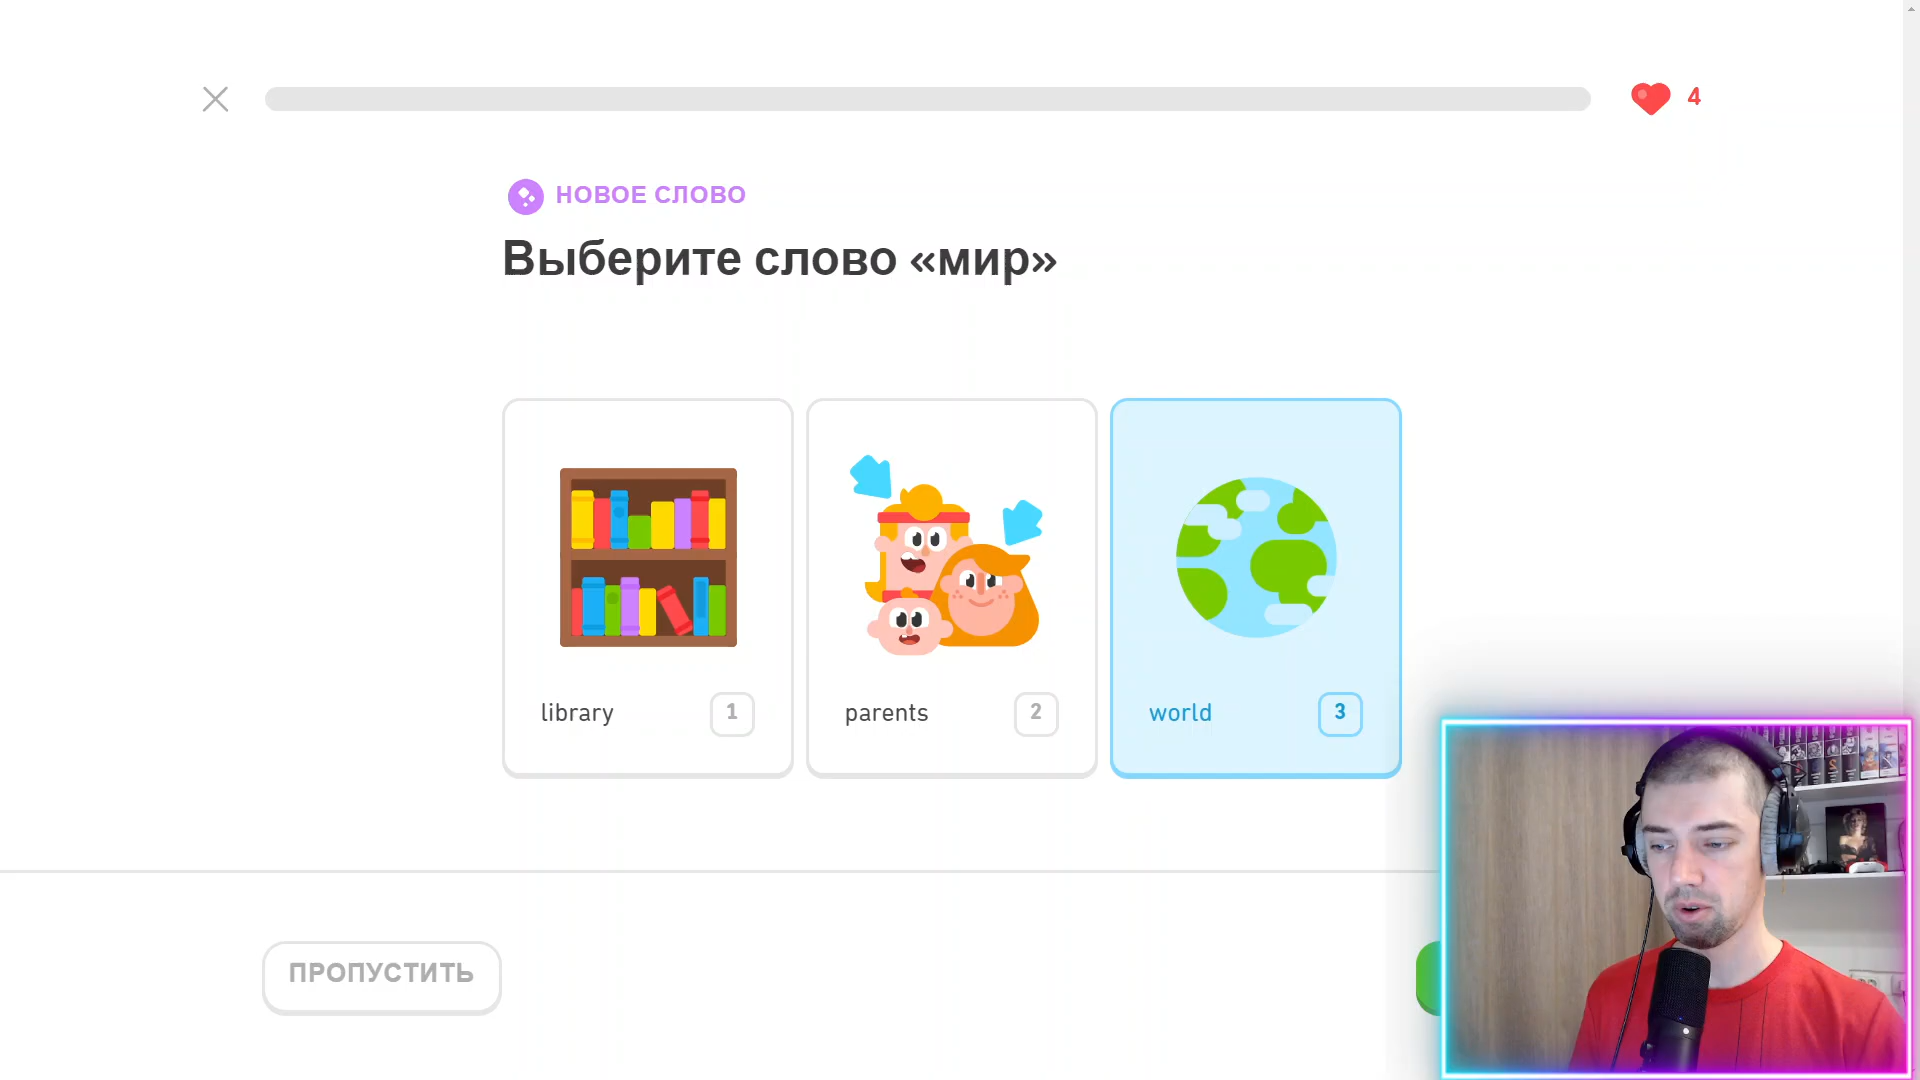 4
НОВОЕ СЛОВО
Выберите слово «мир»
library 1
parents 2
world 3
ПРОПУСТИТЬ